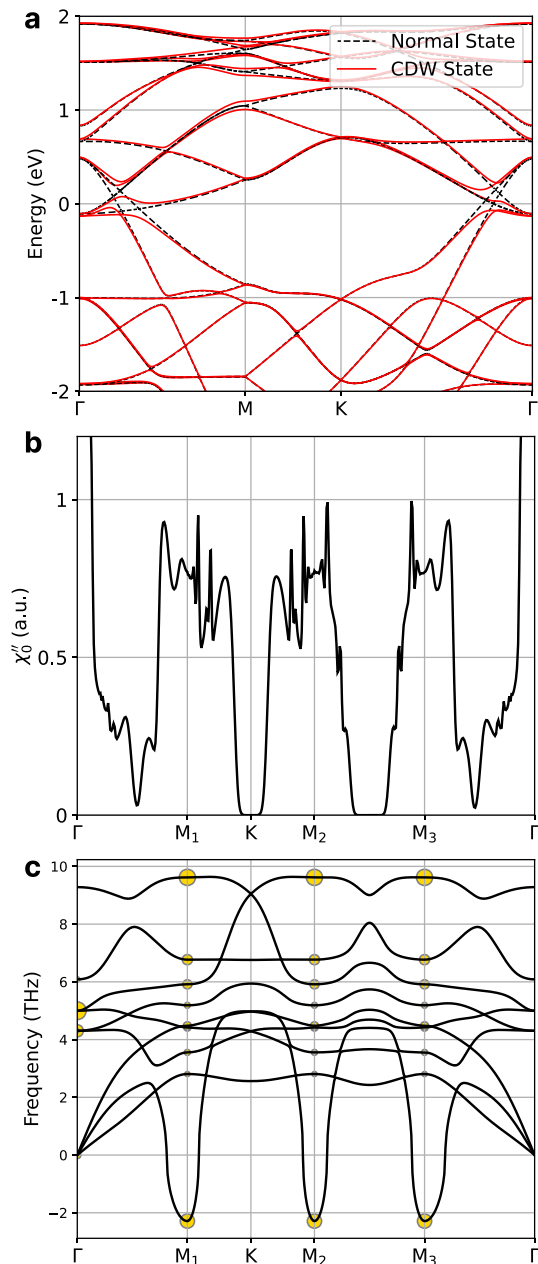 a
2
1
0
-1
-2
Energy (eV)
Normal State
CDW State
Γ M K Γ
b
1
0.5
0
χ₀″ (a.u.)
Γ M₁ K M₂ M₃ Γ
c
10
8
6
4
2
0
−2
Frequency (THz)
Γ M₁ K M₂ M₃ Γ